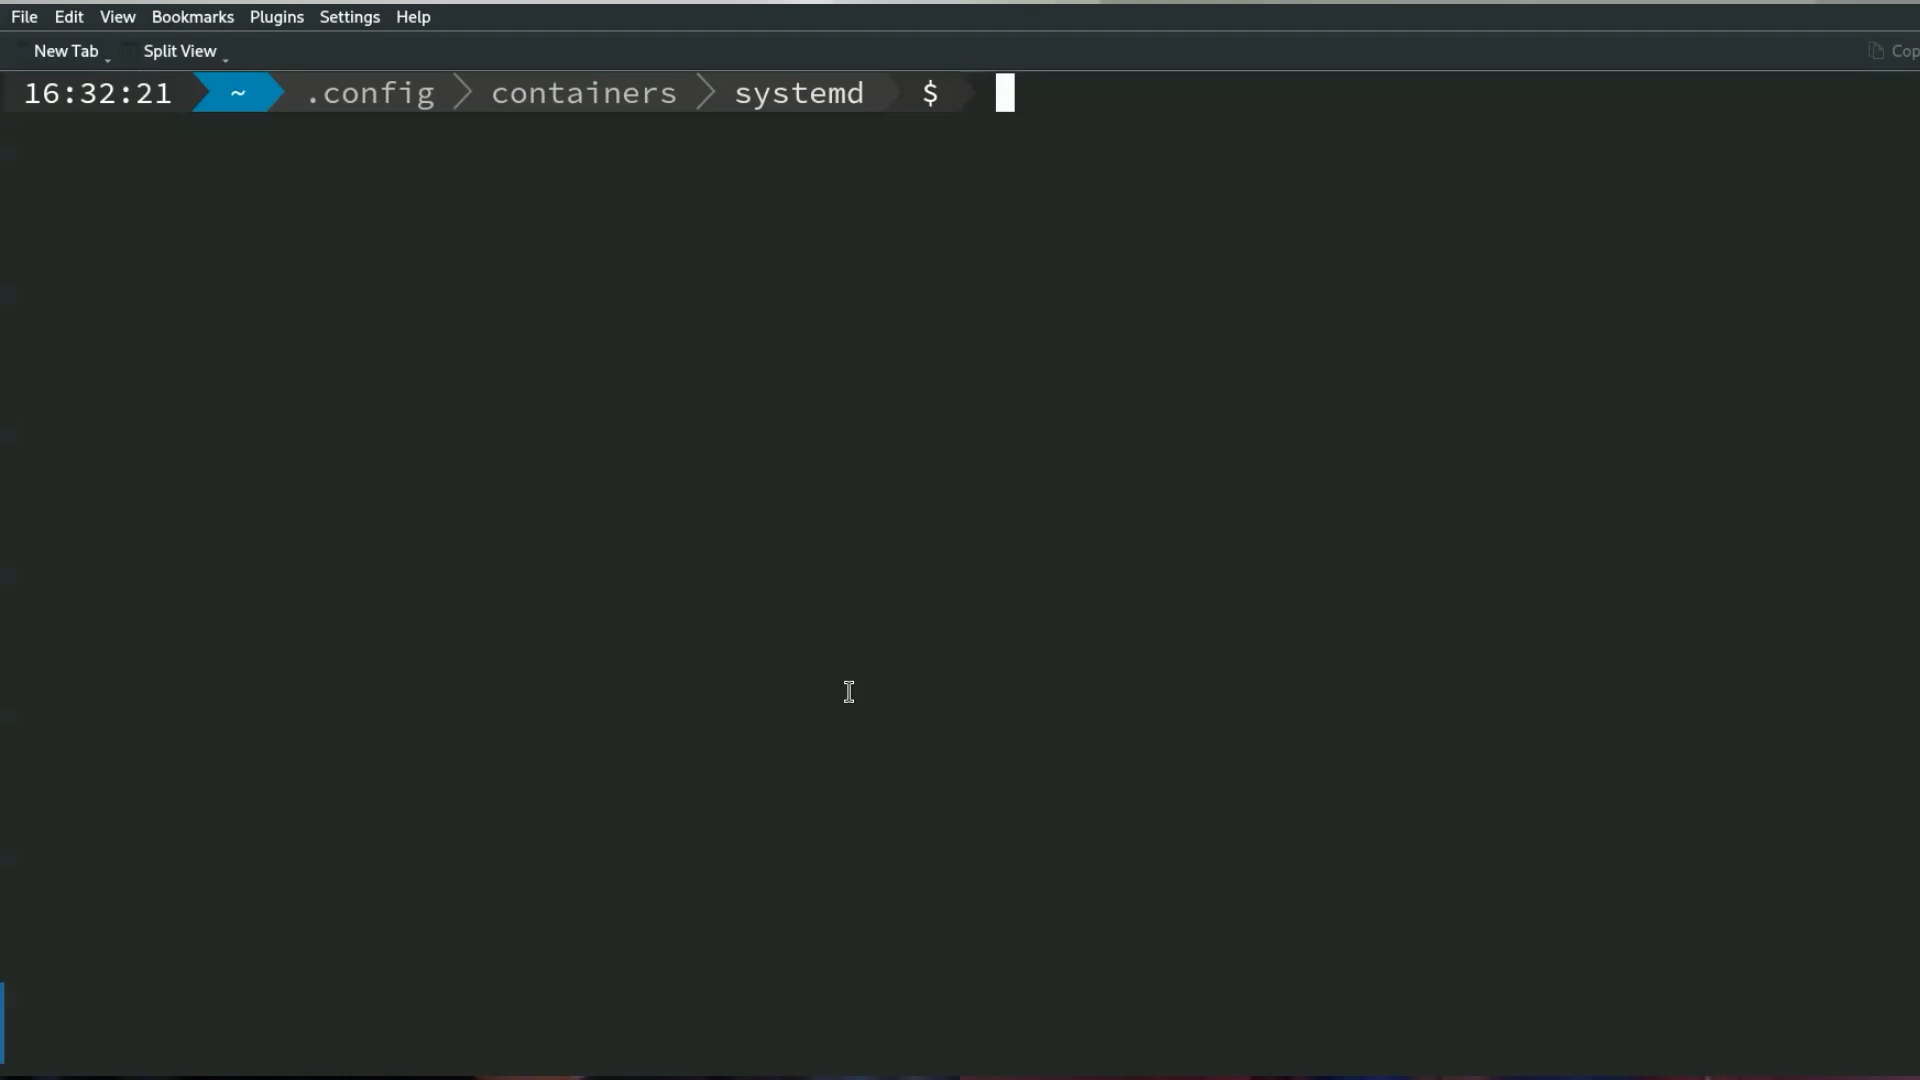 File Edit View Bookmarks Plugins Settings Help
New Tab Split View
16:32:21 ~ .config containers systemd $